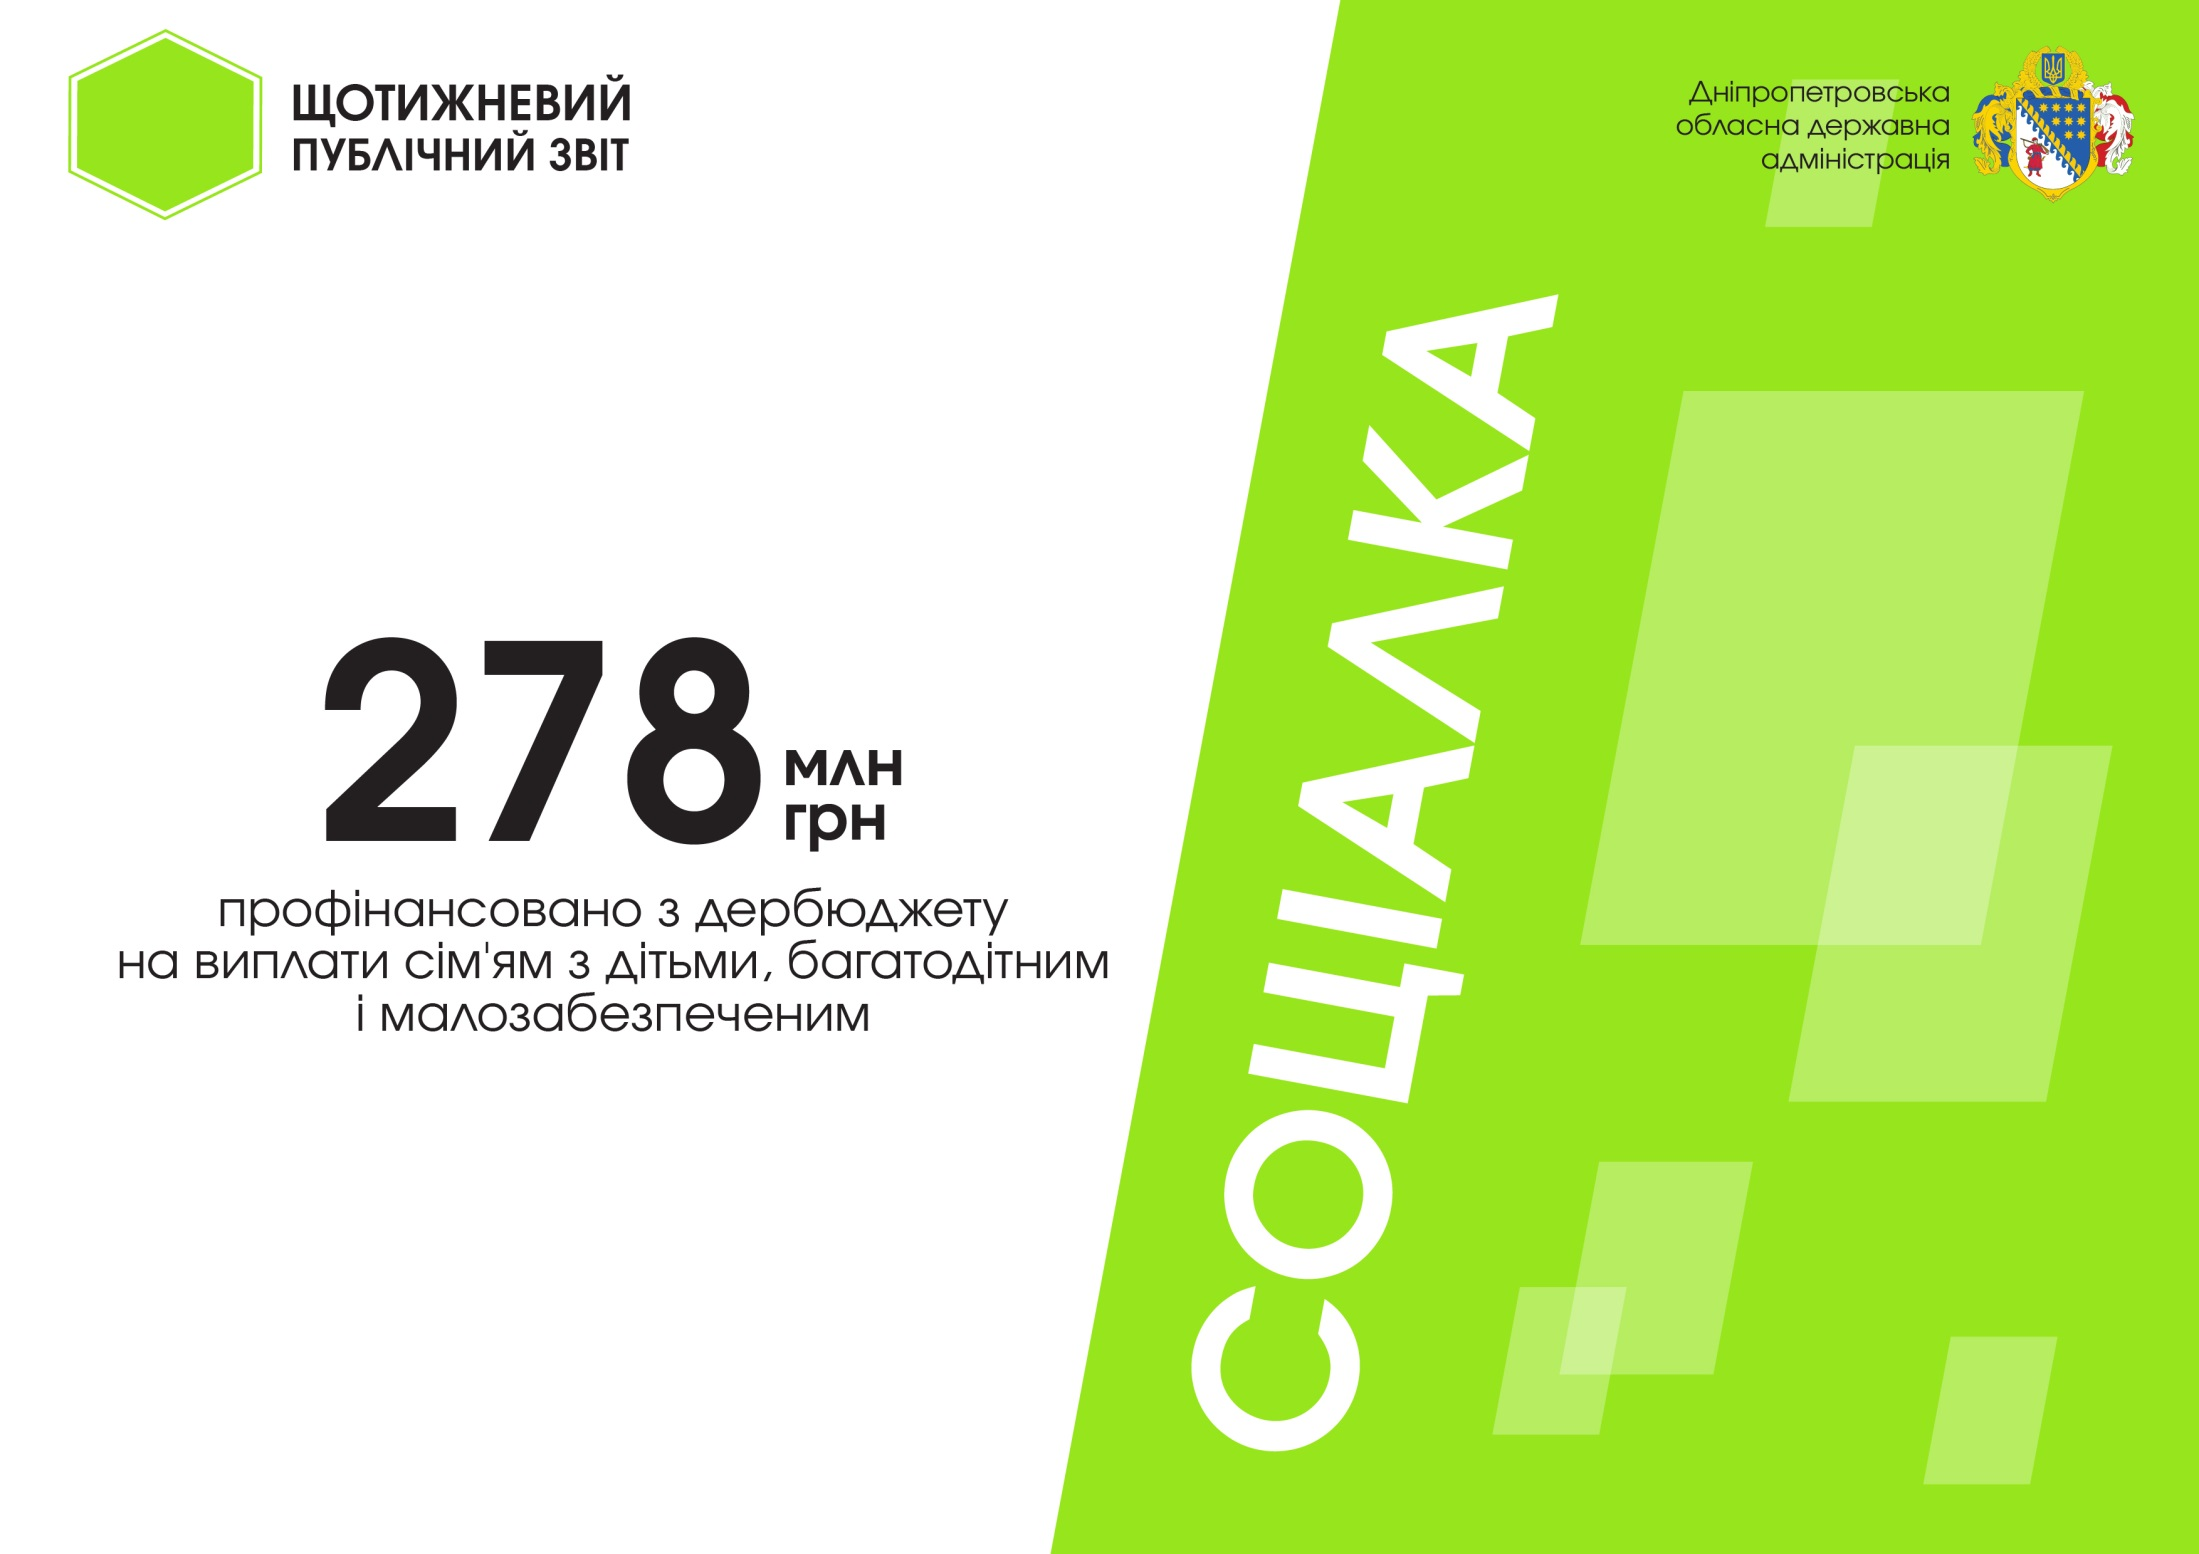 ЩОТИЖНЕВИЙ
ПУБЛІЧНИЙ ЗВІТ
Дніпропетровська
обласна державна
адміністрація
278 млн
грн
профінансовано з дербюджету
на виплати сім'ям з дітьми, багатодітним
і малозабезпеченим
СОЦІАЛКА